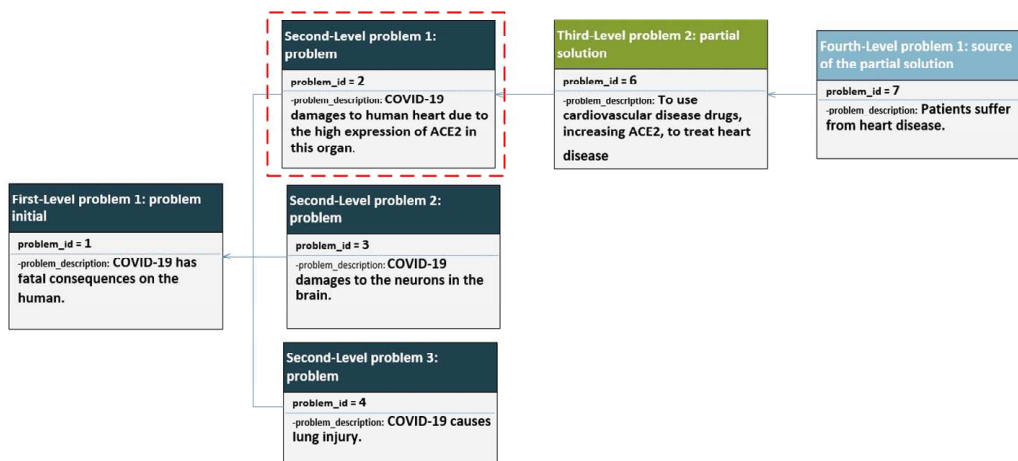 Second-Level problem 1:
problem
problem_id = 2
-problem_description: COVID-19
damages to human heart due to
the high expression of ACE2 in
this organ.
Third-Level problem 2: partial
solution
problem_id = 6
-problem_description: To use
cardiovascular disease drugs,
increasing ACE2, to treat heart
disease
Fourth-Level problem 1: source
of the partial solution
problem_id = 7
-problem_description: Patients suffer
from heart disease.
First-Level problem 1: problem
initial
problem_id = 1
-problem_description: COVID-19 has
fatal consequences on the
human.
Second-Level problem 2:
problem
problem_id = 3
-problem_description: COVID-19
damages to the neurons in the
brain.
Second-Level problem 3:
problem
problem_id = 4
-problem_description: COVID-19 causes
lung injury.